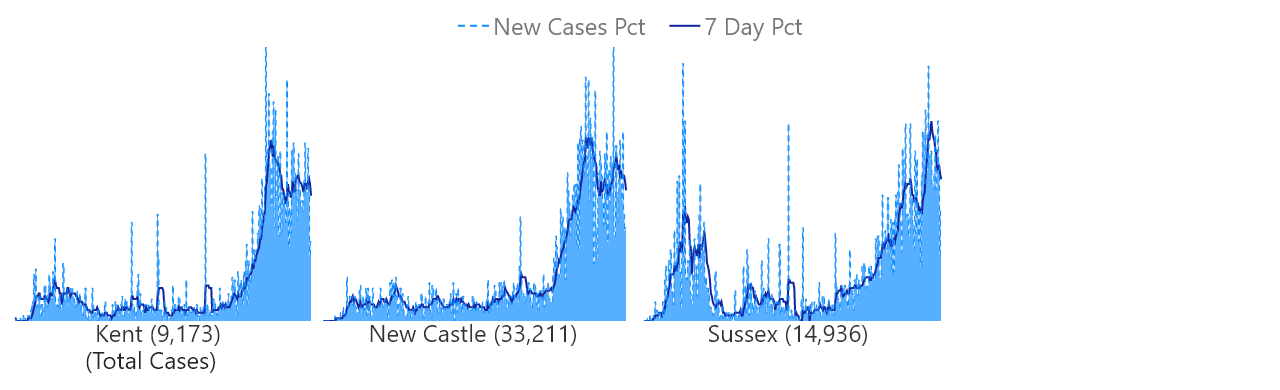 New Cases Pct 7 Day Pct
Kent (9,173) New Castle (33,211) Sussex (14,936)
(Total Cases)